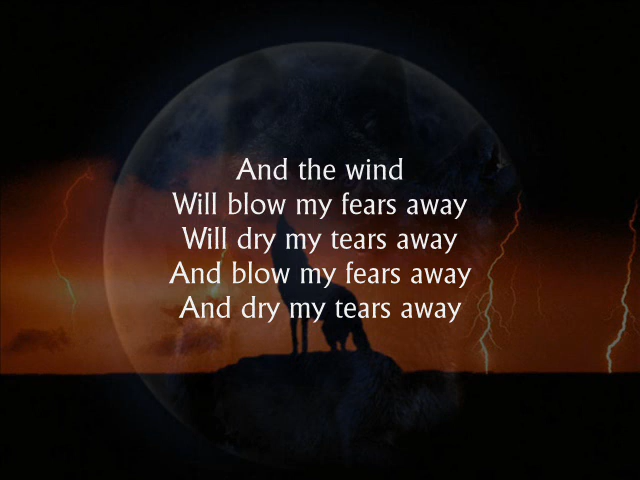 And the wind
Will blow my fears away
Will dry my tears away
And blow my fears away
And dry my tears away